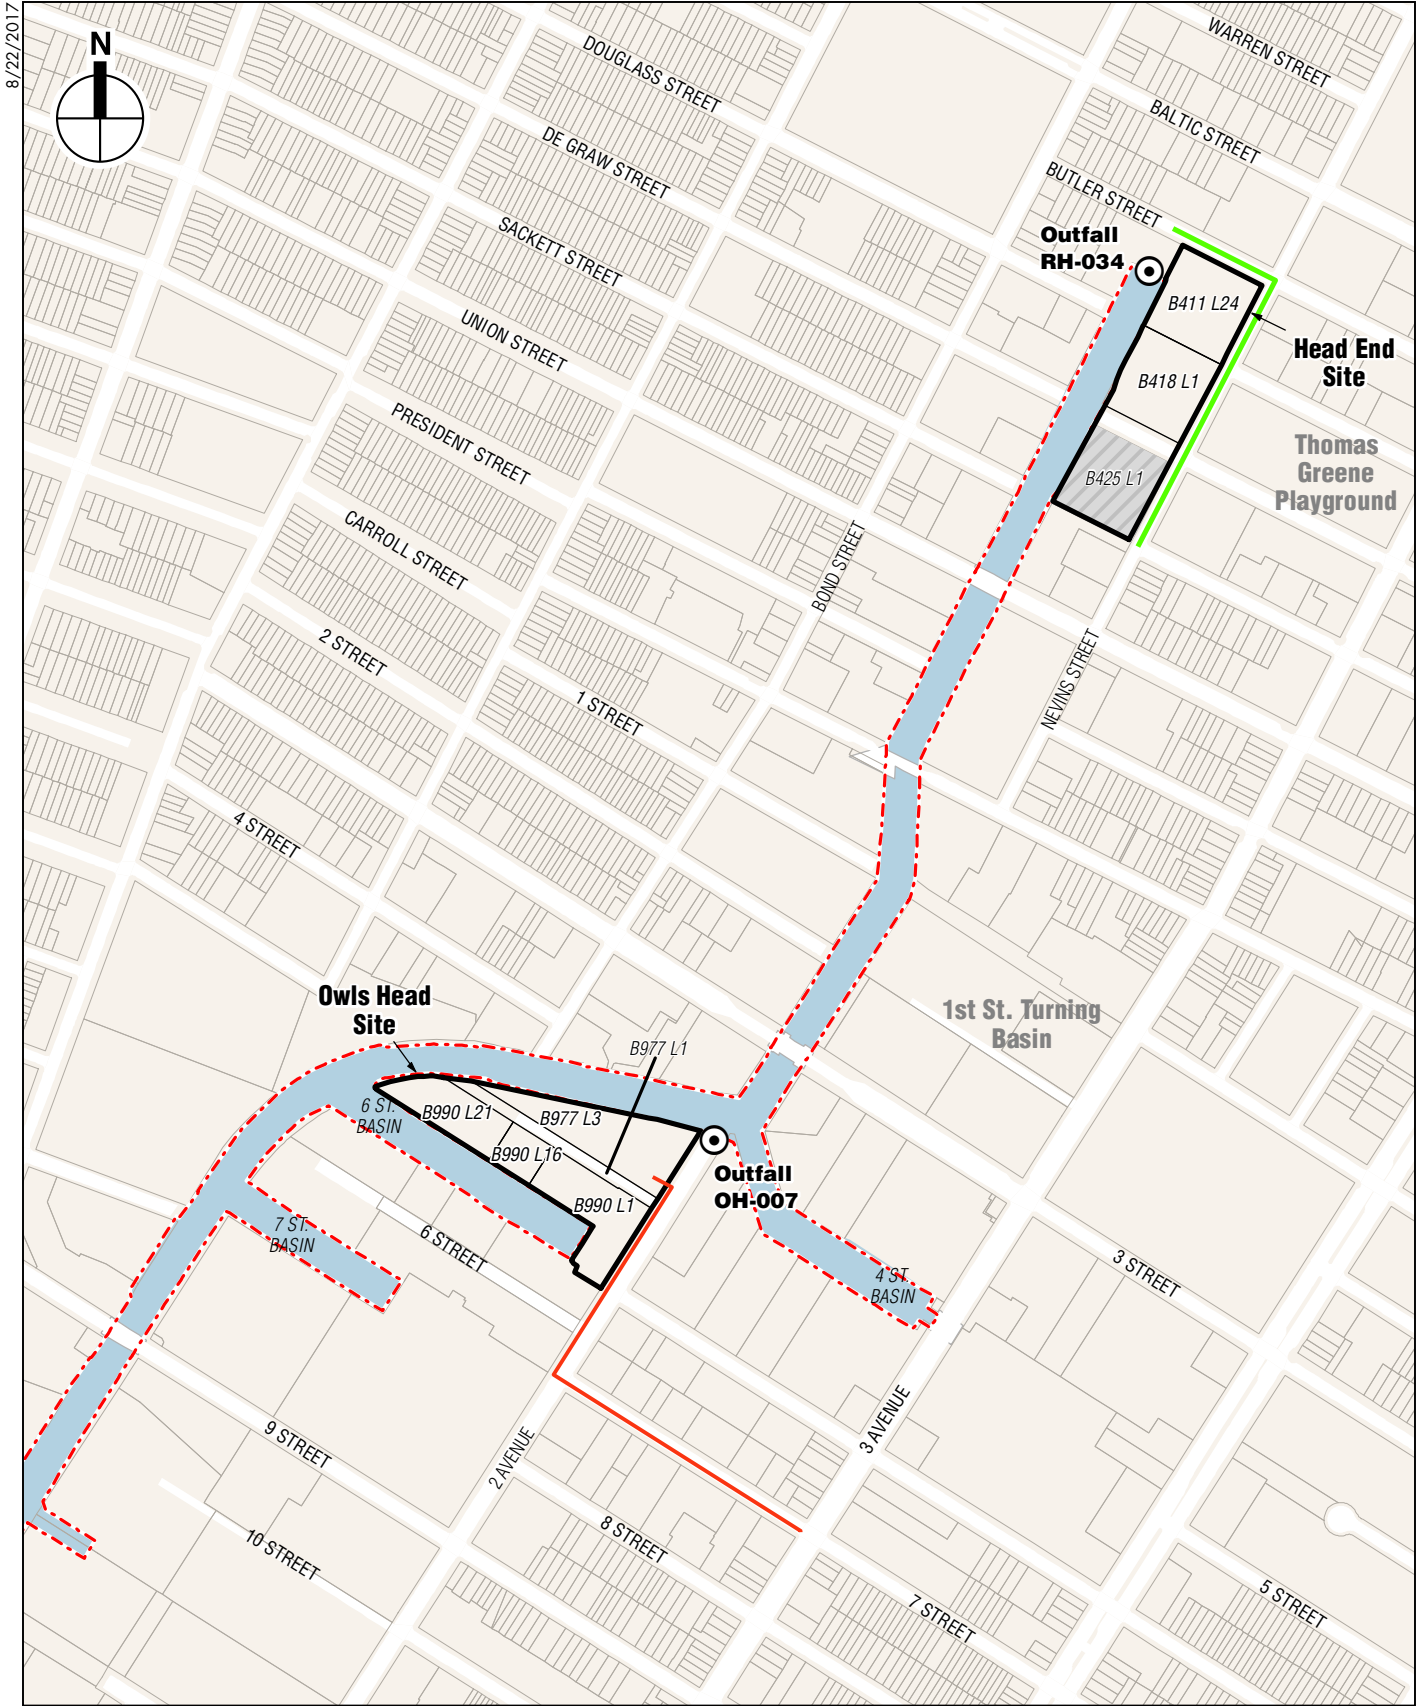 8/22/2017
N
WARREN STREET
DOUGLASS STREET
BALTIC STREET
DE GRAW STREET
BUTLER STREET
SACKETT STREET
Outfall
RH-034
B411 L24
UNION STREET
Head End
Site
B418 L1
PRESIDENT STREET
Thomas
Greene
Playground
B425 L1
CARROLL STREET
BOND STREET
2 STREET
NEVINS STREET
1 STREET
4 STREET
Owls Head
Site
1st St. Turning
Basin
B977 L1
6 ST.
BASIN
B990 L21
B977 L3
B990 L16
Outfall
OH-007
B990 L1
7 ST.
BASIN
6 STREET
4 ST.
BASIN
3 STREET
3 AVENUE
9 STREET
2 AVENUE
10 STREET
8 STREET
7 STREET
5 STREET